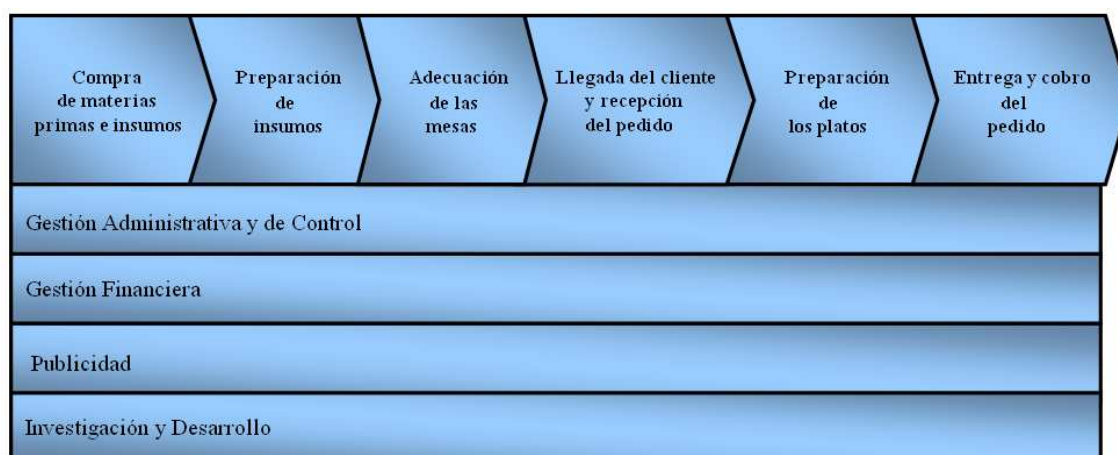 Compra
de materias
primas e insumos
Preparación
de
insumos
Adecuación
de las
mesas
Llegada del cliente
y recepción
del pedido
Preparación
de
los platos
Entrega y cobro
del
pedido
Gestión Administrativa y de Control
Gestión Financiera
Publicidad
Investigación y Desarrollo